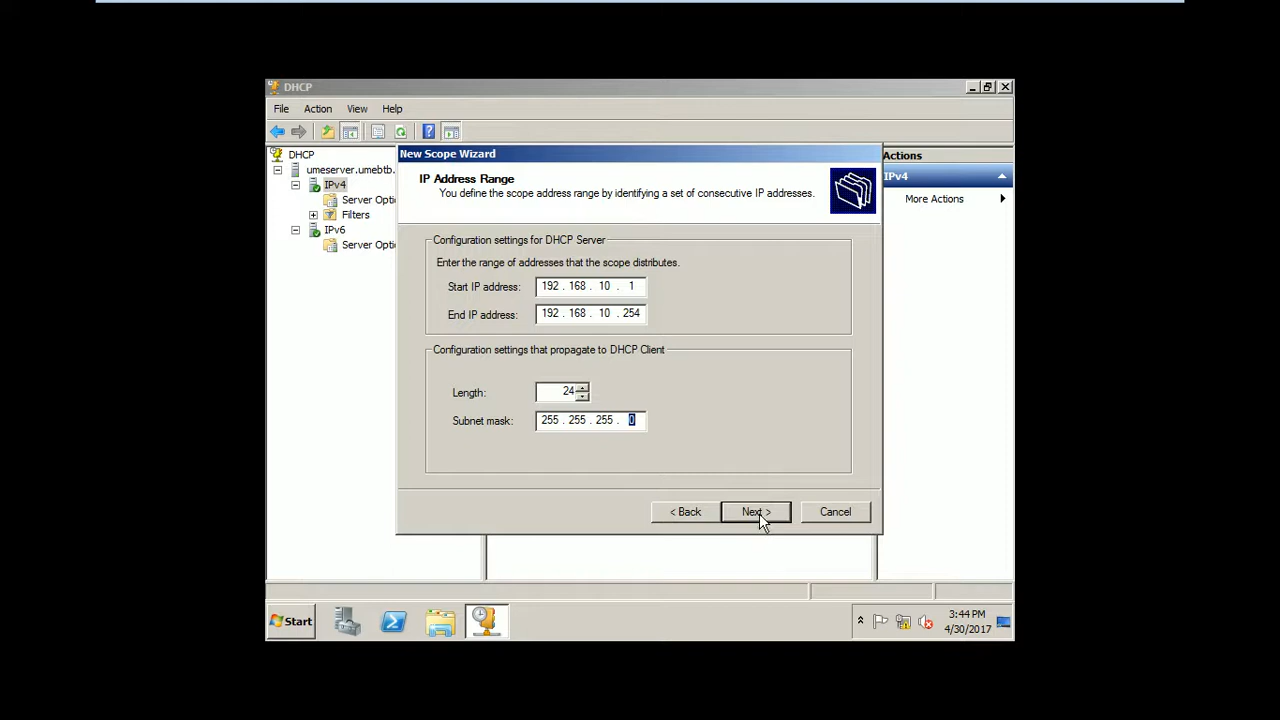 DHCP
File Action View Help
DHCP
umeserver.umebtb.
IPv4
Server Opti
Filters
IPv6
Server Opti
New Scope Wizard
IP Address Range
You define the scope address range by identifying a set of consecutive IP addresses.
Configuration settings for DHCP Server
Enter the range of addresses that the scope distributes.
Start IP address: 192 . 168 . 10 . 1
End IP address: 192 . 168 . 10 . 254
Configuration settings that propagate to DHCP Client
Length: 24
Subnet mask: 255 . 255 . 255 . 0
< Back Next > Cancel
Actions
IPv4
More Actions
Start
3:44 PM
4/30/2017